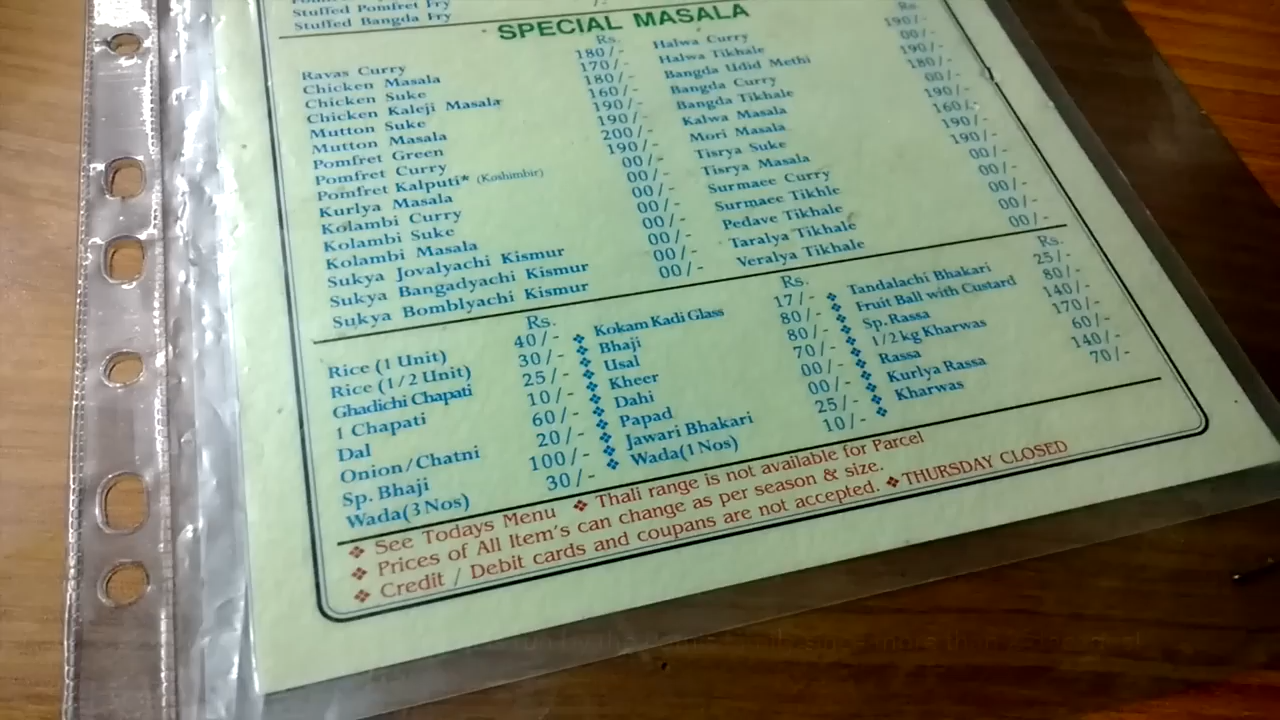 Stuffed Pomfret Fry
Stuffed Bangda Fry
SPECIAL MASALA
Rs.
Ravas Curry 180/-
Chicken Masala 170/-
Chicken Suke 180/-
Chicken Kaleji Masala 160/-
Mutton Suke 190/-
Mutton Masala 190/-
Pomfret Green 200/-
Pomfret Curry 190/-
Pomfret Kalputi* (Koshimbir) 00/-
Kurlya Masala 00/-
Kolambi Curry 00/-
Kolambi Suke 00/-
Kolambi Masala 00/-
Sukya Jovalyachi Kismur 00/-
Sukya Bangadyachi Kismur 00/-
Sukya Bomblyachi Kismur 00/-
Rs.
Halwa Curry 190/-
Halwa Tikhale 00/-
Bangda Udid Methi 190/-
Bangda Curry 180/-
Bangda Tikhale 00/-
Kalwa Masala 190/-
Mori Masala 160/-
Tisrya Suke 190/-
Tisrya Masala 190/-
Surmaee Curry 00/-
Surmaee Tikhle 00/-
Pedave Tikhale 00/-
Taralya Tikhale 00/-
Veralya Tikhale 00/-
Rs.
Rice (1 Unit) 40/-
Rice (1/2 Unit) 30/-
Ghadichi Chapati 25/-
1 Chapati 10/-
Dal 60/-
Onion/Chatni 20/-
Sp. Bhaji 100/-
Wada(3 Nos) 30/-
Rs.
Kokam Kadi Glass 17/-
Bhaji 80/-
Usal 80/-
Kheer 70/-
Dahi 00/-
Papad 00/-
Jawari Bhakari 25/-
Wada(1 Nos) 10/-
Rs.
Tandalachi Bhakari 25/-
Fruit Ball with Custard 80/-
Sp. Rassa 140/-
1/2 kg Kharwas 170/-
Rassa 60/-
Kurlya Rassa 140/-
Kharwas 70/-
❖ See Todays Menu ❖ Thali range is not available for Parcel
❖ Prices of All Item's can change as per season & size.
❖ Credit / Debit cards and coupans are not accepted. ❖ THURSDAY CLOSED